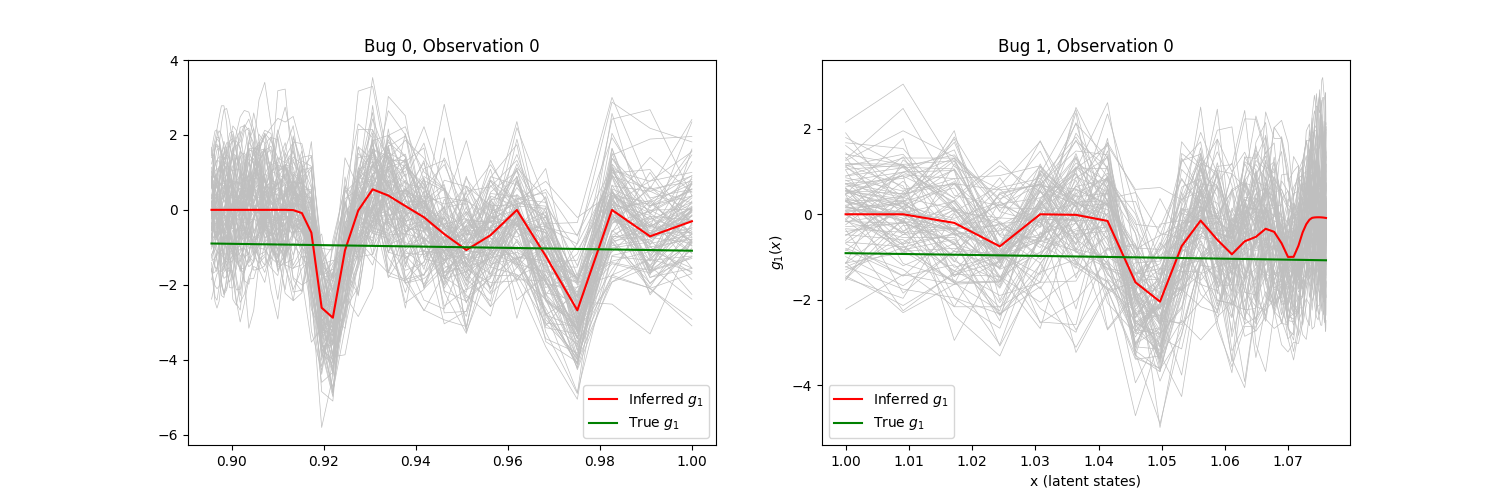 Bug 0, Observation 0
4
2
0
−2
−4
−6
0.90 0.92 0.94 0.96 0.98 1.00
Inferred g₁
True g₁
Bug 1, Observation 0
g₁(x)
2
0
−2
−4
1.00 1.01 1.02 1.03 1.04 1.05 1.06 1.07
x (latent states)
Inferred g₁
True g₁